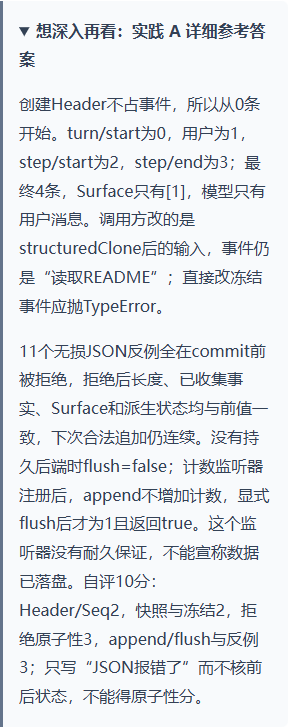 ▼ 想深入再看：实践 A 详细参考答
案
创建Header不占事件，所以从0条
开始。turn/start为0，用户为1，
step/start为2，step/end为3；最
终4条，Surface只有[1]，模型只有
用户消息。调用方改的是
structuredClone后的输入，事件仍
是“读取README”；直接改冻结
事件应抛TypeError。
11个无损JSON反例全在commit前
被拒绝，拒绝后长度、已收集事
实、Surface和派生状态均与前值一
致，下次合法追加仍连续。没有持
久后端时flush=false；计数监听器
注册后，append不增加计数，显式
flush后才为1且返回true。这个监
听器没有耐久保证，不能宣称数据
已落盘。自评10分：
Header/Seq2，快照与冻结2，拒
绝原子性3，append/flush与反例
3；只写“JSON报错了”而不核前
后状态，不能得原子性分。